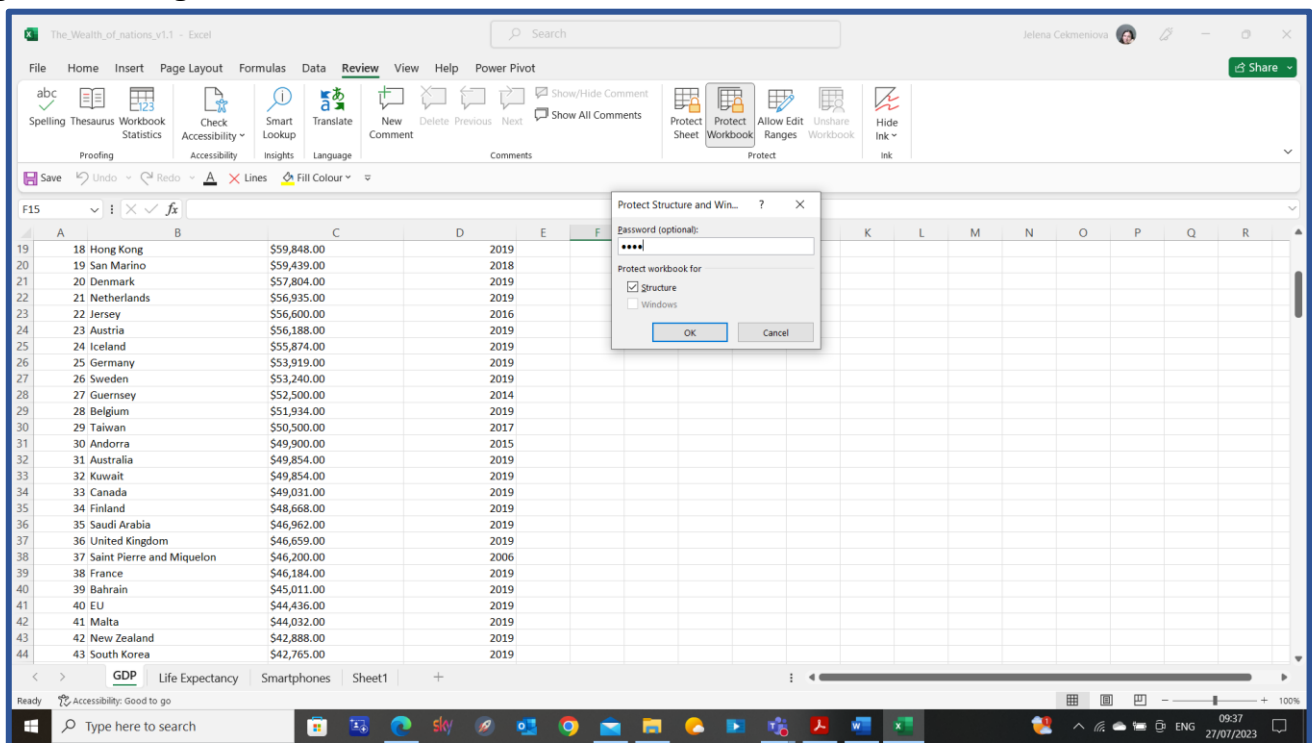 The_Wealth_of_nations_v1.1 - Excel
Search
Jelena Cekmeniova
File Home Insert Page Layout Formulas Data Review View Help Power Pivot
Share
abc
123
Spelling Thesaurus Workbook Statistics
Check Accessibility
Smart Lookup
Translate
New Comment
Delete Previous Next
Show/Hide Comment
Show All Comments
Protect Sheet
Protect Workbook
Allow Edit Ranges
Unshare Workbook
Hide Ink
Proofing Accessibility Insights Language Comments Protect Ink
Save Undo Redo A Lines Fill Colour
F15 fx
Protect Structure and Win... ? ×
Password (optional):
••••
Protect workbook for
Structure
Windows
OK Cancel
A B C D E F K L M N O P Q R
19 18 Hong Kong $59,848.00 2019
20 19 San Marino $59,439.00 2018
21 20 Denmark $57,804.00 2019
22 21 Netherlands $56,935.00 2019
23 22 Jersey $56,600.00 2016
24 23 Austria $56,188.00 2019
25 24 Iceland $55,874.00 2019
26 25 Germany $53,919.00 2019
27 26 Sweden $53,240.00 2019
28 27 Guernsey $52,500.00 2014
29 28 Belgium $51,934.00 2019
30 29 Taiwan $50,500.00 2017
31 30 Andorra $49,900.00 2015
32 31 Australia $49,854.00 2019
33 32 Kuwait $49,854.00 2019
34 33 Canada $49,031.00 2019
35 34 Finland $48,668.00 2019
36 35 Saudi Arabia $46,962.00 2019
37 36 United Kingdom $46,659.00 2019
38 37 Saint Pierre and Miquelon $46,200.00 2006
39 38 France $46,184.00 2019
40 39 Bahrain $45,011.00 2019
41 40 EU $44,436.00 2019
42 41 Malta $44,032.00 2019
43 42 New Zealand $42,888.00 2019
44 43 South Korea $42,765.00 2019
GDP Life Expectancy Smartphones Sheet1 +
Ready Accessibility: Good to go
100%
Type here to search
sky
ENG
09:37
27/07/2023